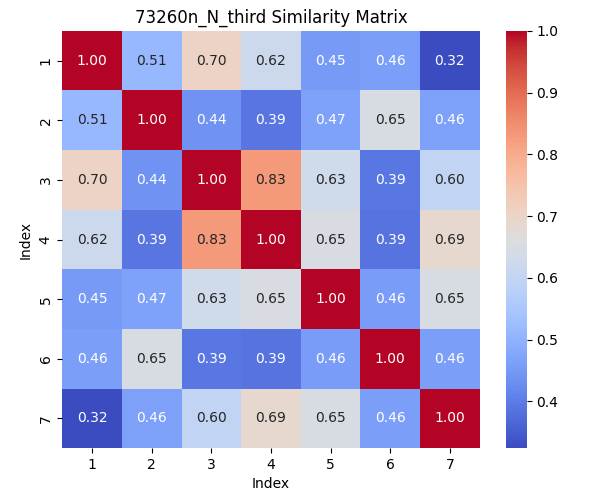 73260n_N_third Similarity Matrix
1 1.00 0.51 0.70 0.62 0.45 0.46 0.32
2 0.51 1.00 0.44 0.39 0.47 0.65 0.46
3 0.70 0.44 1.00 0.83 0.63 0.39 0.60
4 0.62 0.39 0.83 1.00 0.65 0.39 0.69
5 0.45 0.47 0.63 0.65 1.00 0.46 0.65
6 0.46 0.65 0.39 0.39 0.46 1.00 0.46
7 0.32 0.46 0.60 0.69 0.65 0.46 1.00
1 2 3 4 5 6 7
Index
Index
1.0
0.9
0.8
0.7
0.6
0.5
0.4